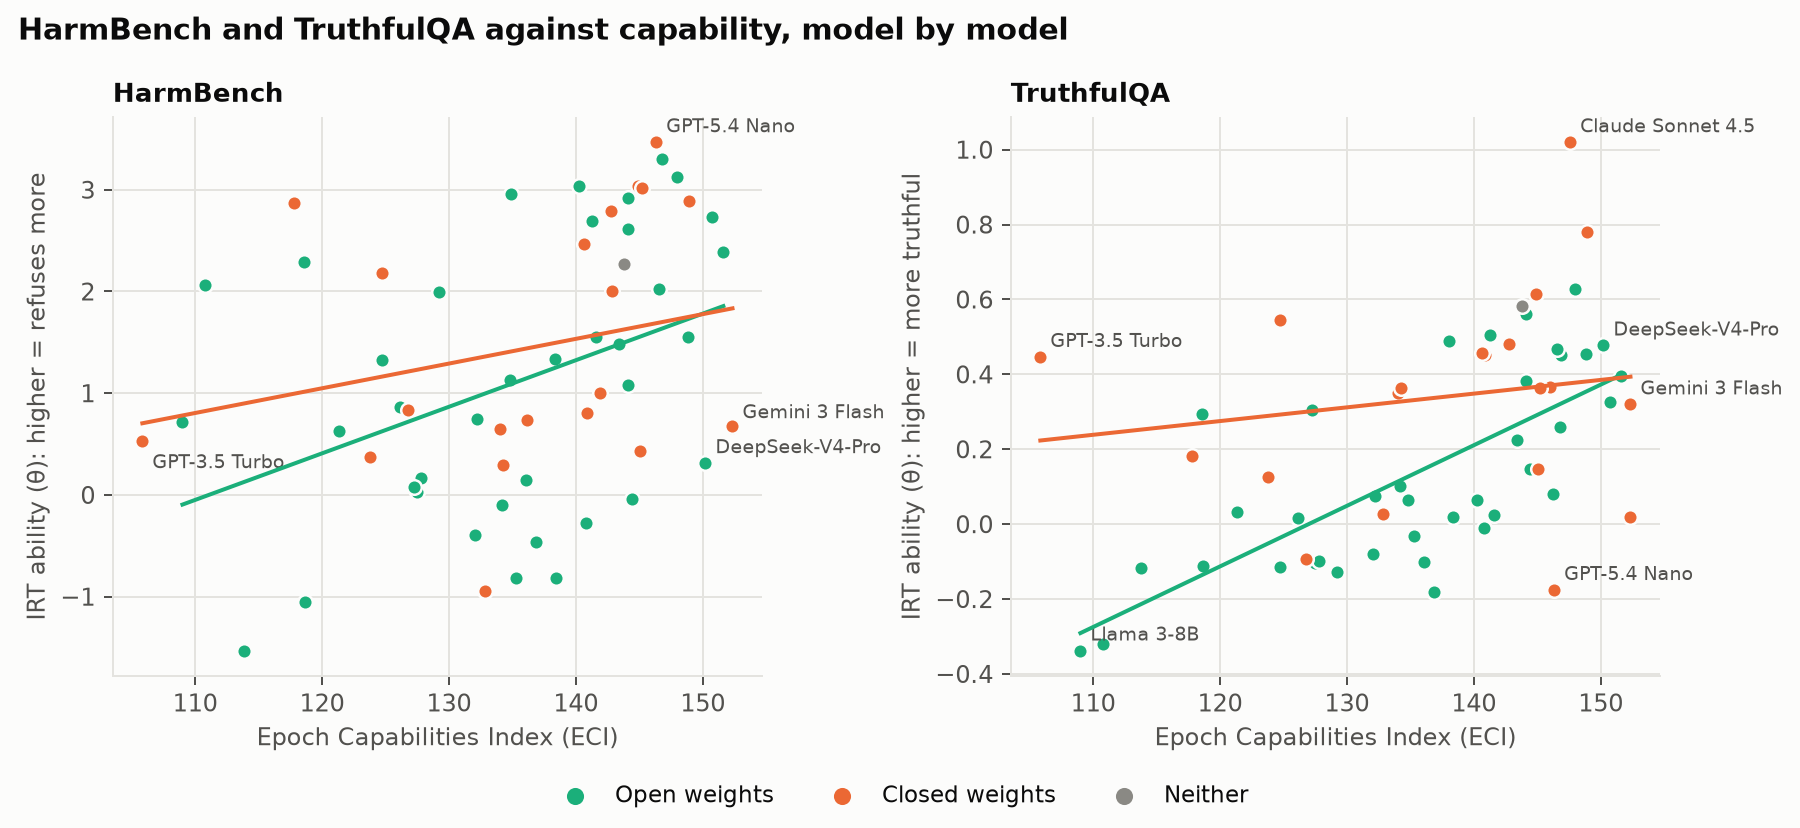 HarmBench and TruthfulQA against capability, model by model
HarmBench
IRT ability (θ): higher = refuses more
3
2
1
0
−1
110
120
130
140
150
Epoch Capabilities Index (ECI)
GPT-5.4 Nano
Gemini 3 Flash
DeepSeek-V4-Pro
GPT-3.5 Turbo
TruthfulQA
IRT ability (θ): higher = more truthful
1.0
0.8
0.6
0.4
0.2
0.0
−0.2
−0.4
110
120
130
140
150
Epoch Capabilities Index (ECI)
Claude Sonnet 4.5
GPT-3.5 Turbo
DeepSeek-V4-Pro
Gemini 3 Flash
GPT-5.4 Nano
Llama 3-8B
Open weights
Closed weights
Neither